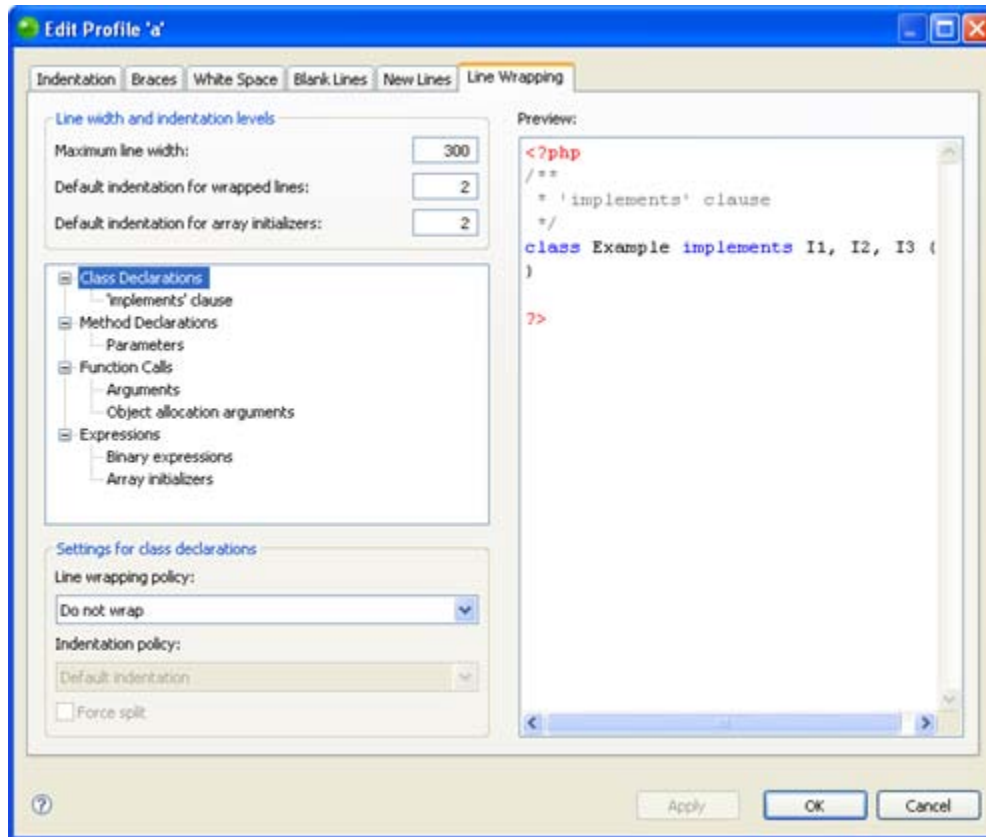 Edit Profile 'a'
Indentation Braces White Space Blank Lines New Lines Line Wrapping
Line width and indentation levels
Maximum line width: 300
Default indentation for wrapped lines: 2
Default indentation for array initializers: 2
Class Declarations
'implements' clause
Method Declarations
Parameters
Function Calls
Arguments
Object allocation arguments
Expressions
Binary expressions
Array initializers
Settings for class declarations
Line wrapping policy:
Do not wrap
Indentation policy:
Default indentation
Force split
Preview:
<?php
/**
* 'implements' clause
*/
class Example implements I1, I2, I3 {
}
?>
Apply OK Cancel